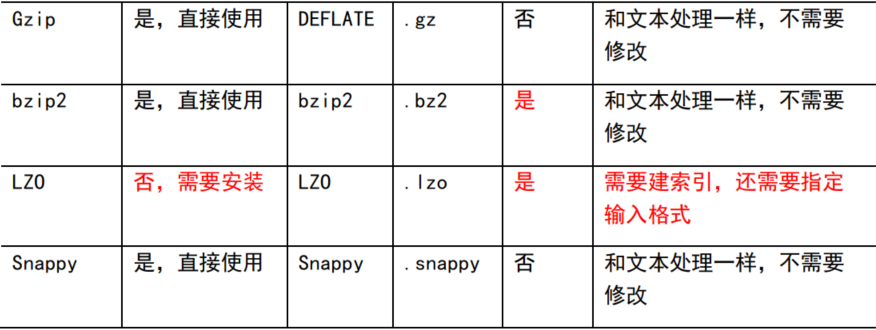 Gzip 是，直接使用 DEFLATE .gz 否 和文本处理一样，不需要
修改
bzip2 是，直接使用 bzip2 .bz2 是 和文本处理一样，不需要
修改
LZO 否，需要安装 LZO .lzo 是 需要建索引，还需要指定
输入格式
Snappy 是，直接使用 Snappy .snappy 否 和文本处理一样，不需要
修改